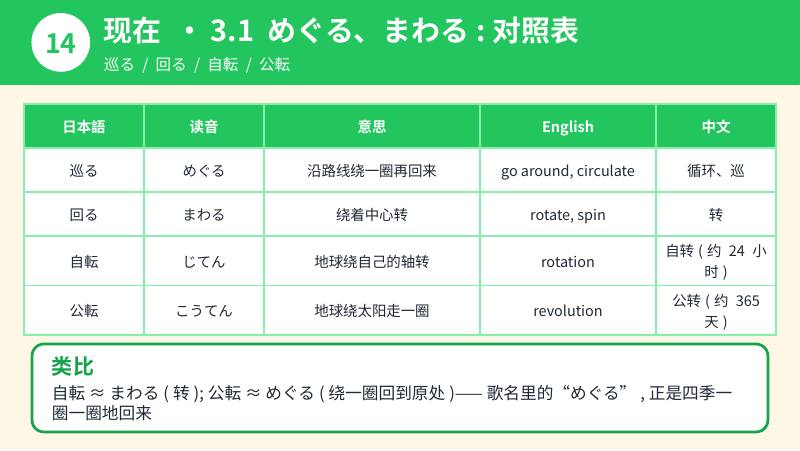 14
现在 · 3.1 めぐる、まわる : 对照表
巡る / 回る / 自転 / 公転
日本語 读音 意思 English 中文
巡る めぐる 沿路线绕一圈再回来 go around, circulate 循环、巡
回る まわる 绕着中心转 rotate, spin 转
自転 じてん 地球绕自己的轴转 rotation 自转 ( 约 24 小
时 )
公転 こうてん 地球绕太阳走一圈 revolution 公转 ( 约 365
天 )
类比
自転 ≈ まわる ( 转 ); 公転 ≈ めぐる ( 绕一圈回到原处 )—— 歌名里的“めぐる” , 正是四季一
圈一圈地回来